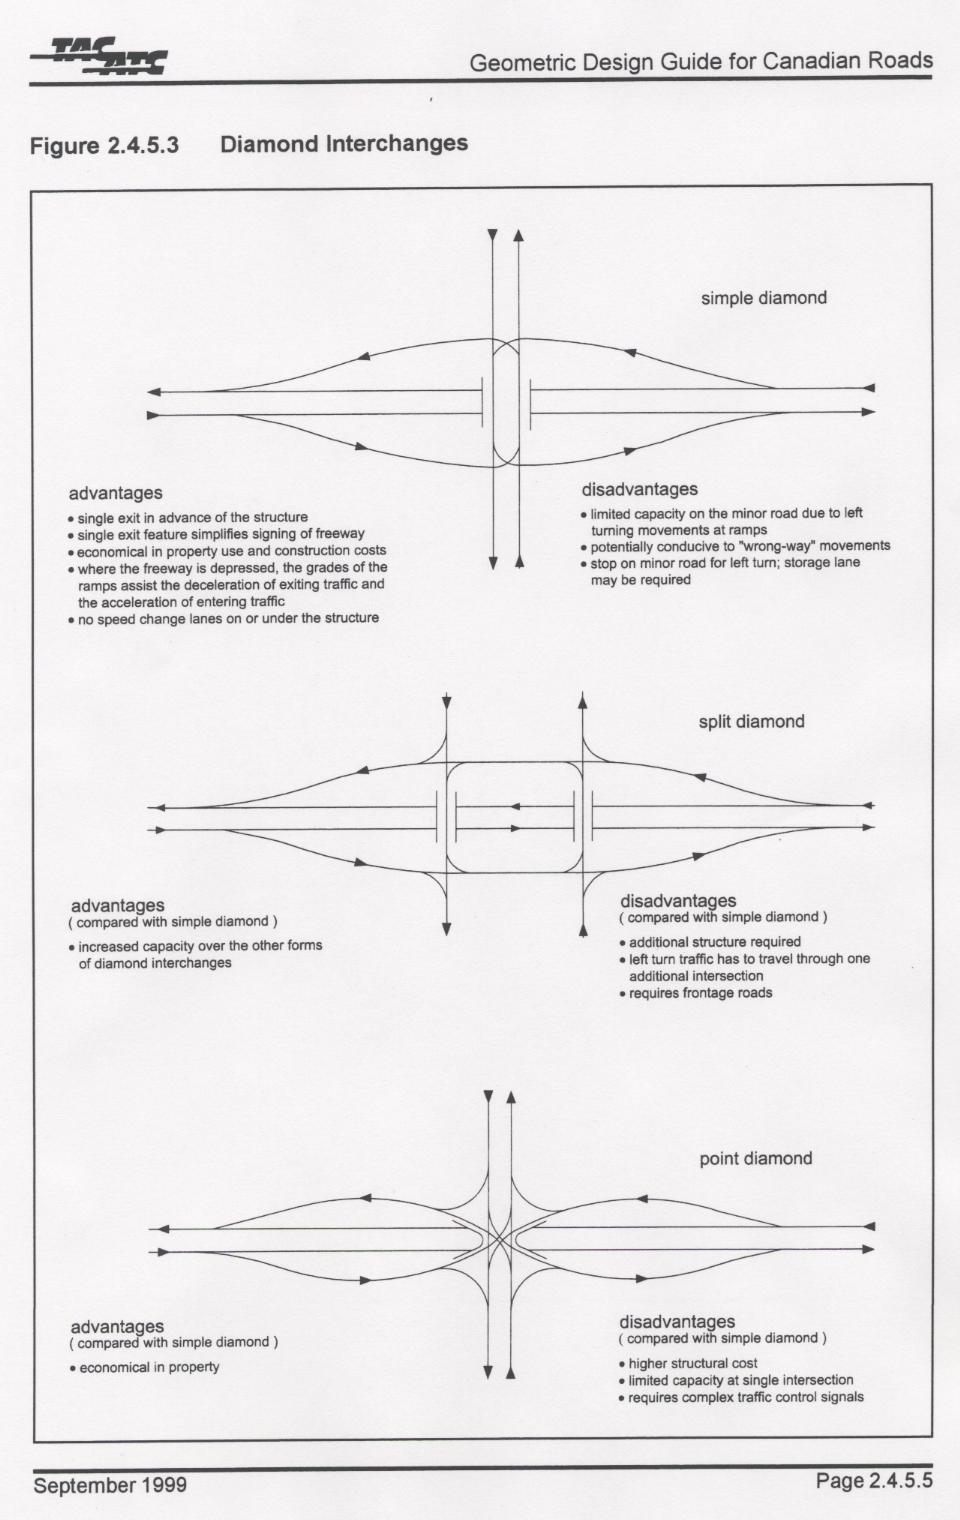 TAC
ATC
Geometric Design Guide for Canadian Roads
Figure 2.4.5.3 Diamond Interchanges
simple diamond
advantages
• single exit in advance of the structure
• single exit feature simplifies signing of freeway
• economical in property use and construction costs
• where the freeway is depressed, the grades of the
ramps assist the deceleration of exiting traffic and
the acceleration of entering traffic
• no speed change lanes on or under the structure
disadvantages
• limited capacity on the minor road due to left
turning movements at ramps
• potentially conducive to "wrong-way" movements
• stop on minor road for left turn; storage lane
may be required
split diamond
advantages
( compared with simple diamond )
• increased capacity over the other forms
of diamond interchanges
disadvantages
( compared with simple diamond )
• additional structure required
• left turn traffic has to travel through one
additional intersection
• requires frontage roads
point diamond
advantages
( compared with simple diamond )
• economical in property
disadvantages
( compared with simple diamond )
• higher structural cost
• limited capacity at single intersection
• requires complex traffic control signals
September 1999
Page 2.4.5.5